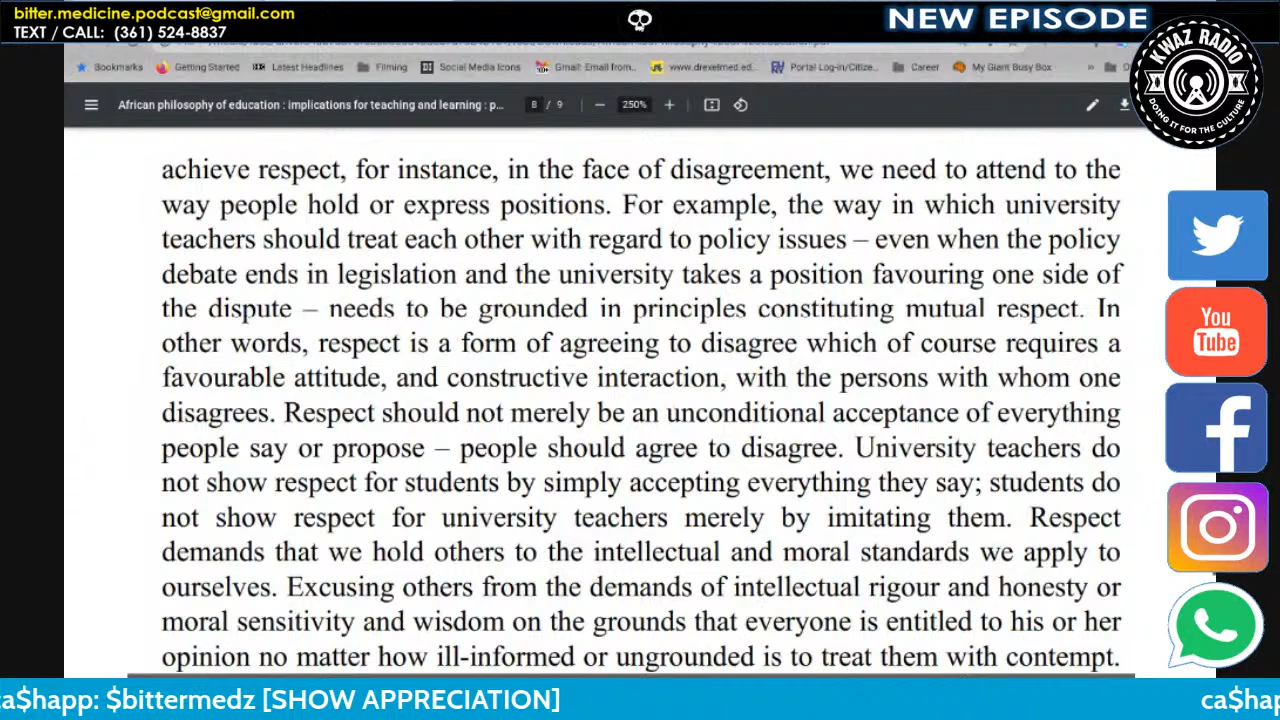 bitter.medicine.podcast@gmail.com
TEXT / CALL: (361) 524-8837
NEW EPISODE
KWAZ RADIO
DOING IT FOR THE CULTURE
Bookmarks Getting Started Latest Headlines Filming Social Media Icons Gmail: Email from... www.drexelmed.ed... Portal Log-in/Citize... Career My Giant Busy Box »
African philosophy of education : implications for teaching and learning : p... 8 / 9 − 250% +
achieve respect, for instance, in the face of disagreement, we need to attend to the
way people hold or express positions. For example, the way in which university
teachers should treat each other with regard to policy issues – even when the policy
debate ends in legislation and the university takes a position favouring one side of
the dispute – needs to be grounded in principles constituting mutual respect. In
other words, respect is a form of agreeing to disagree which of course requires a
favourable attitude, and constructive interaction, with the persons with whom one
disagrees. Respect should not merely be an unconditional acceptance of everything
people say or propose – people should agree to disagree. University teachers do
not show respect for students by simply accepting everything they say; students do
not show respect for university teachers merely by imitating them. Respect
demands that we hold others to the intellectual and moral standards we apply to
ourselves. Excusing others from the demands of intellectual rigour and honesty or
moral sensitivity and wisdom on the grounds that everyone is entitled to his or her
opinion no matter how ill-informed or ungrounded is to treat them with contempt.
You
Tube
ca$happ: $bittermedz [SHOW APPRECIATION] ca$hap